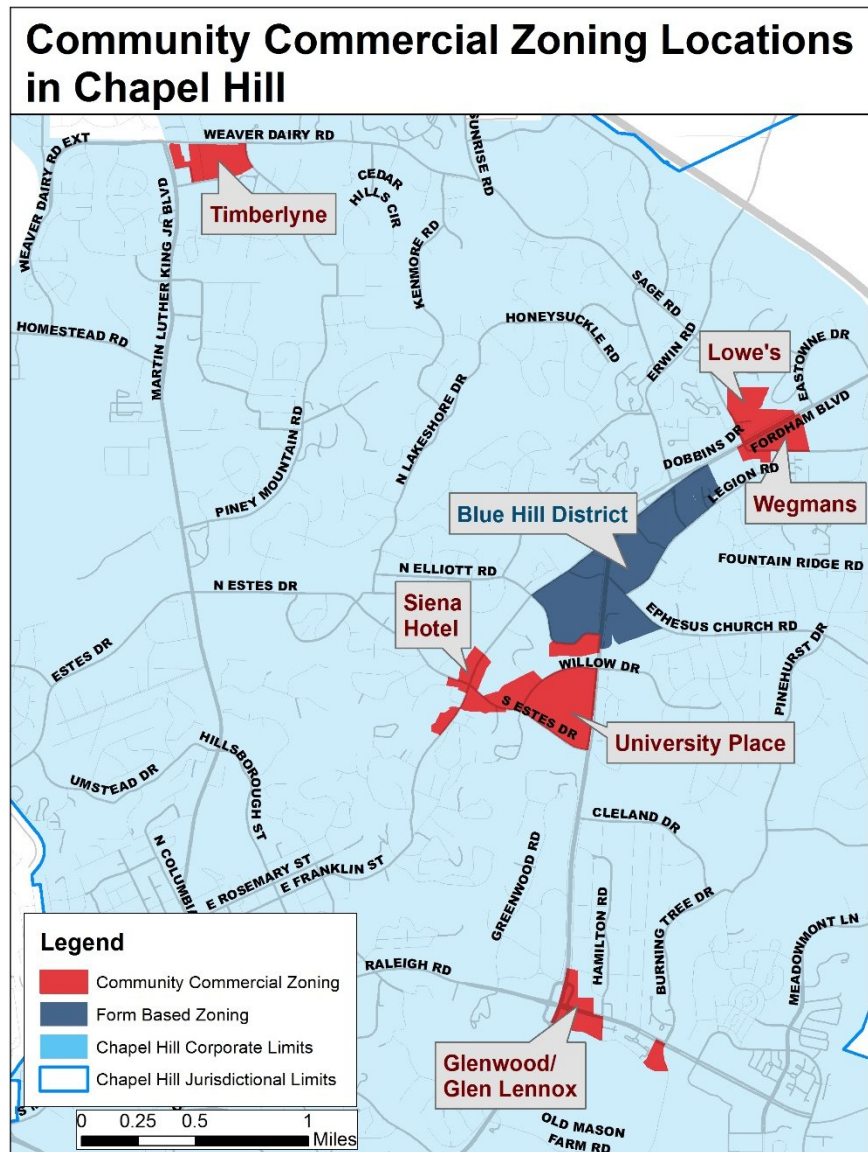 Community Commercial Zoning Locations
in Chapel Hill
WEAVER DAIRY RD EXT
WEAVER DAIRY RD
SUNRISE RD
CEDAR
HILLS CIR
Timberlyne
MARTIN LUTHER KING JR BLVD
KENMORE RD
HOMESTEAD RD
SAGE RD
HONEYSUCKLE RD
ERWIN RD
EASTOWNE DR
Lowe's
N LAKESHORE DR
DOBBINS DR
FORDHAM BLVD
LEGION RD
Wegmans
PINEY MOUNTAIN RD
Blue Hill District
FOUNTAIN RIDGE RD
N ELLIOTT RD
N ESTES DR
Siena
Hotel
EPHESUS CHURCH RD
ESTES DR
WILLOW DR
PINEHURST DR
S ESTES DR
University Place
HILLSBOROUGH ST
UMSTEAD DR
CLELAND DR
N COLUMBIA
E ROSEMARY ST
E FRANKLIN ST
GREENWOOD RD
HAMILTON RD
BURNING TREE DR
MEADOWMONT LN
RALEIGH RD
Glenwood/
Glen Lennox
OLD MASON
FARM RD
Legend
Community Commercial Zoning
Form Based Zoning
Chapel Hill Corporate Limits
Chapel Hill Jurisdictional Limits
0 0.25 0.5 1
Miles